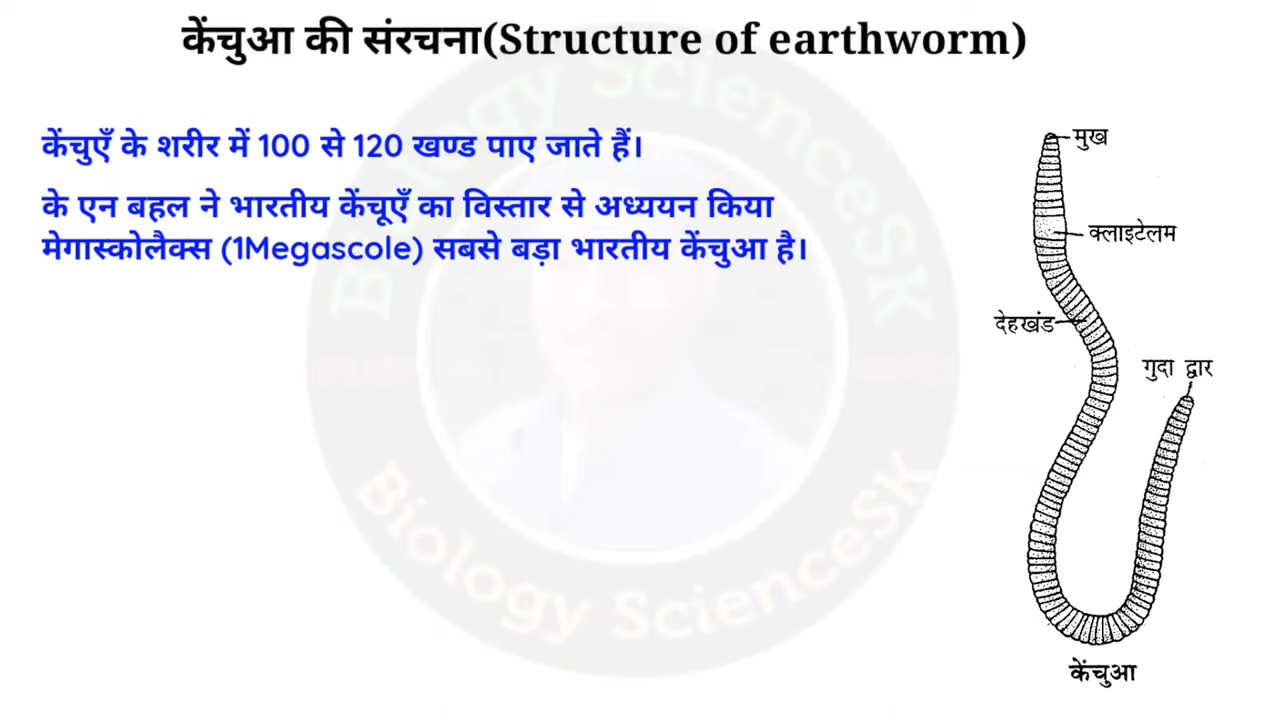 केंचुआ की संरचना(Structure of earthworm)
केंचुएँ के शरीर में 100 से 120 खण्ड पाए जाते हैं।
के एन बहल ने भारतीय केंचूएँ का विस्तार से अध्ययन किया
मेगास्कोलैक्स (1Megascole) सबसे बड़ा भारतीय केंचुआ है।
मुख
क्लाइटेलम
देहखंड
गुदा द्वार
केंचुआ
Biology ScienceSK
Biology ScienceSK